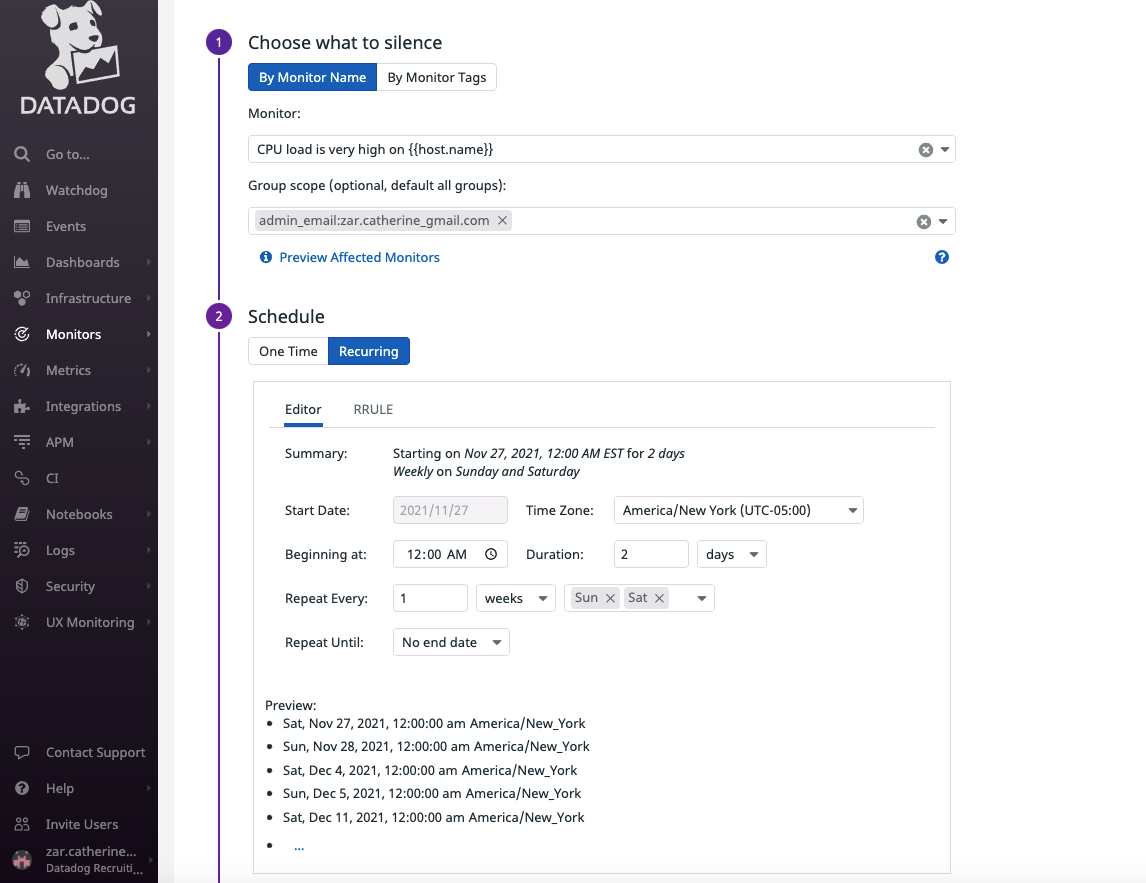 DATADOG
Go to...
Watchdog
Events
Dashboards
Infrastructure
Monitors
Metrics
Integrations
APM
CI
Notebooks
Logs
Security
UX Monitoring
Contact Support
Help
Invite Users
zar.catherine...
Datadog Recruiti...
1 Choose what to silence
By Monitor Name By Monitor Tags
Monitor:
CPU load is very high on {{host.name}}
Group scope (optional, default all groups):
admin_email:zar.catherine_gmail.com
Preview Affected Monitors
2 Schedule
One Time Recurring
Editor RRULE
Summary: Starting on Nov 27, 2021, 12:00 AM EST for 2 days
Weekly on Sunday and Saturday
Start Date: 2021/11/27 Time Zone: America/New York (UTC-05:00)
Beginning at: 12:00 AM Duration: 2 days
Repeat Every: 1 weeks Sun Sat
Repeat Until: No end date
Preview:
Sat, Nov 27, 2021, 12:00:00 am America/New_York
Sun, Nov 28, 2021, 12:00:00 am America/New_York
Sat, Dec 4, 2021, 12:00:00 am America/New_York
Sun, Dec 5, 2021, 12:00:00 am America/New_York
Sat, Dec 11, 2021, 12:00:00 am America/New_York
...